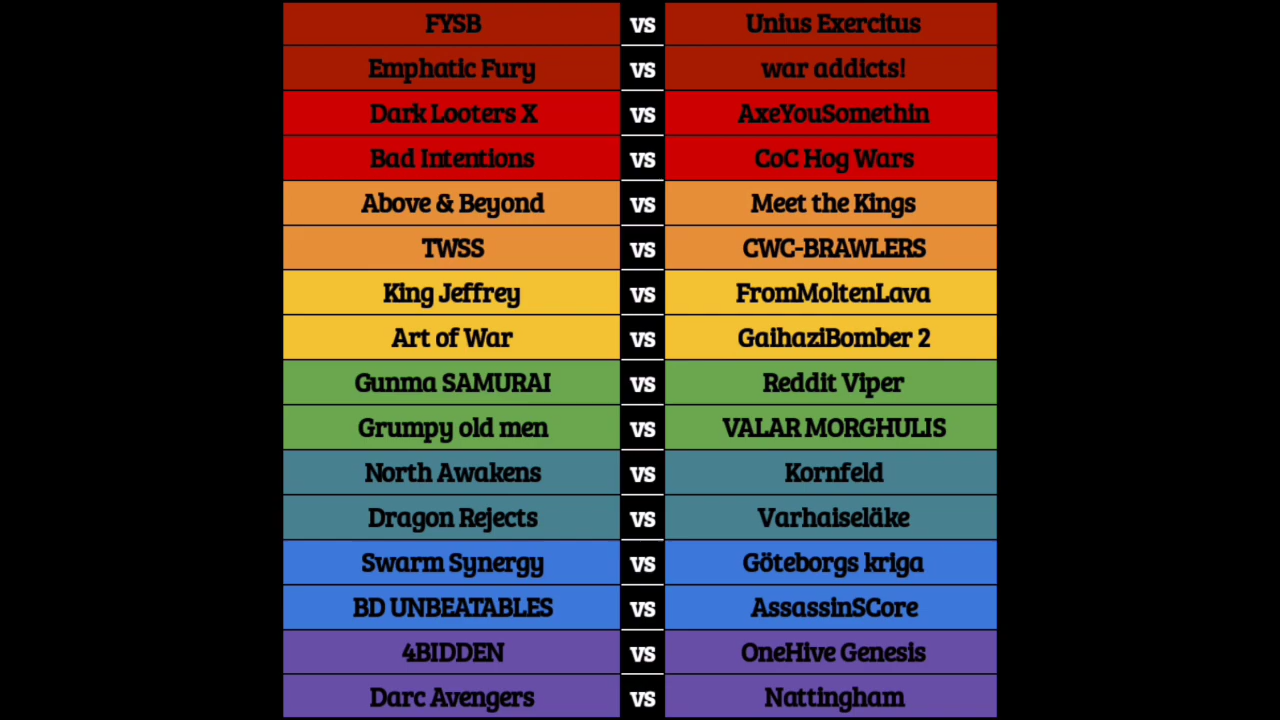 FYSB vs Unius Exercitus
Emphatic Fury vs war addicts!
Dark Looters X vs AxeYouSomethin
Bad Intentions vs CoC Hog Wars
Above & Beyond vs Meet the Kings
TWSS vs CWC-BRAWLERS
King Jeffrey vs FromMoltenLava
Art of War vs GaihaziBomber 2
Gunma SAMURAI vs Reddit Viper
Grumpy old men vs VALAR MORGHULIS
North Awakens vs Kornfeld
Dragon Rejects vs Varhaiseläke
Swarm Synergy vs Göteborgs kriga
BD UNBEATABLES vs AssassinSCore
4BIDDEN vs OneHive Genesis
Darc Avengers vs Nattingham